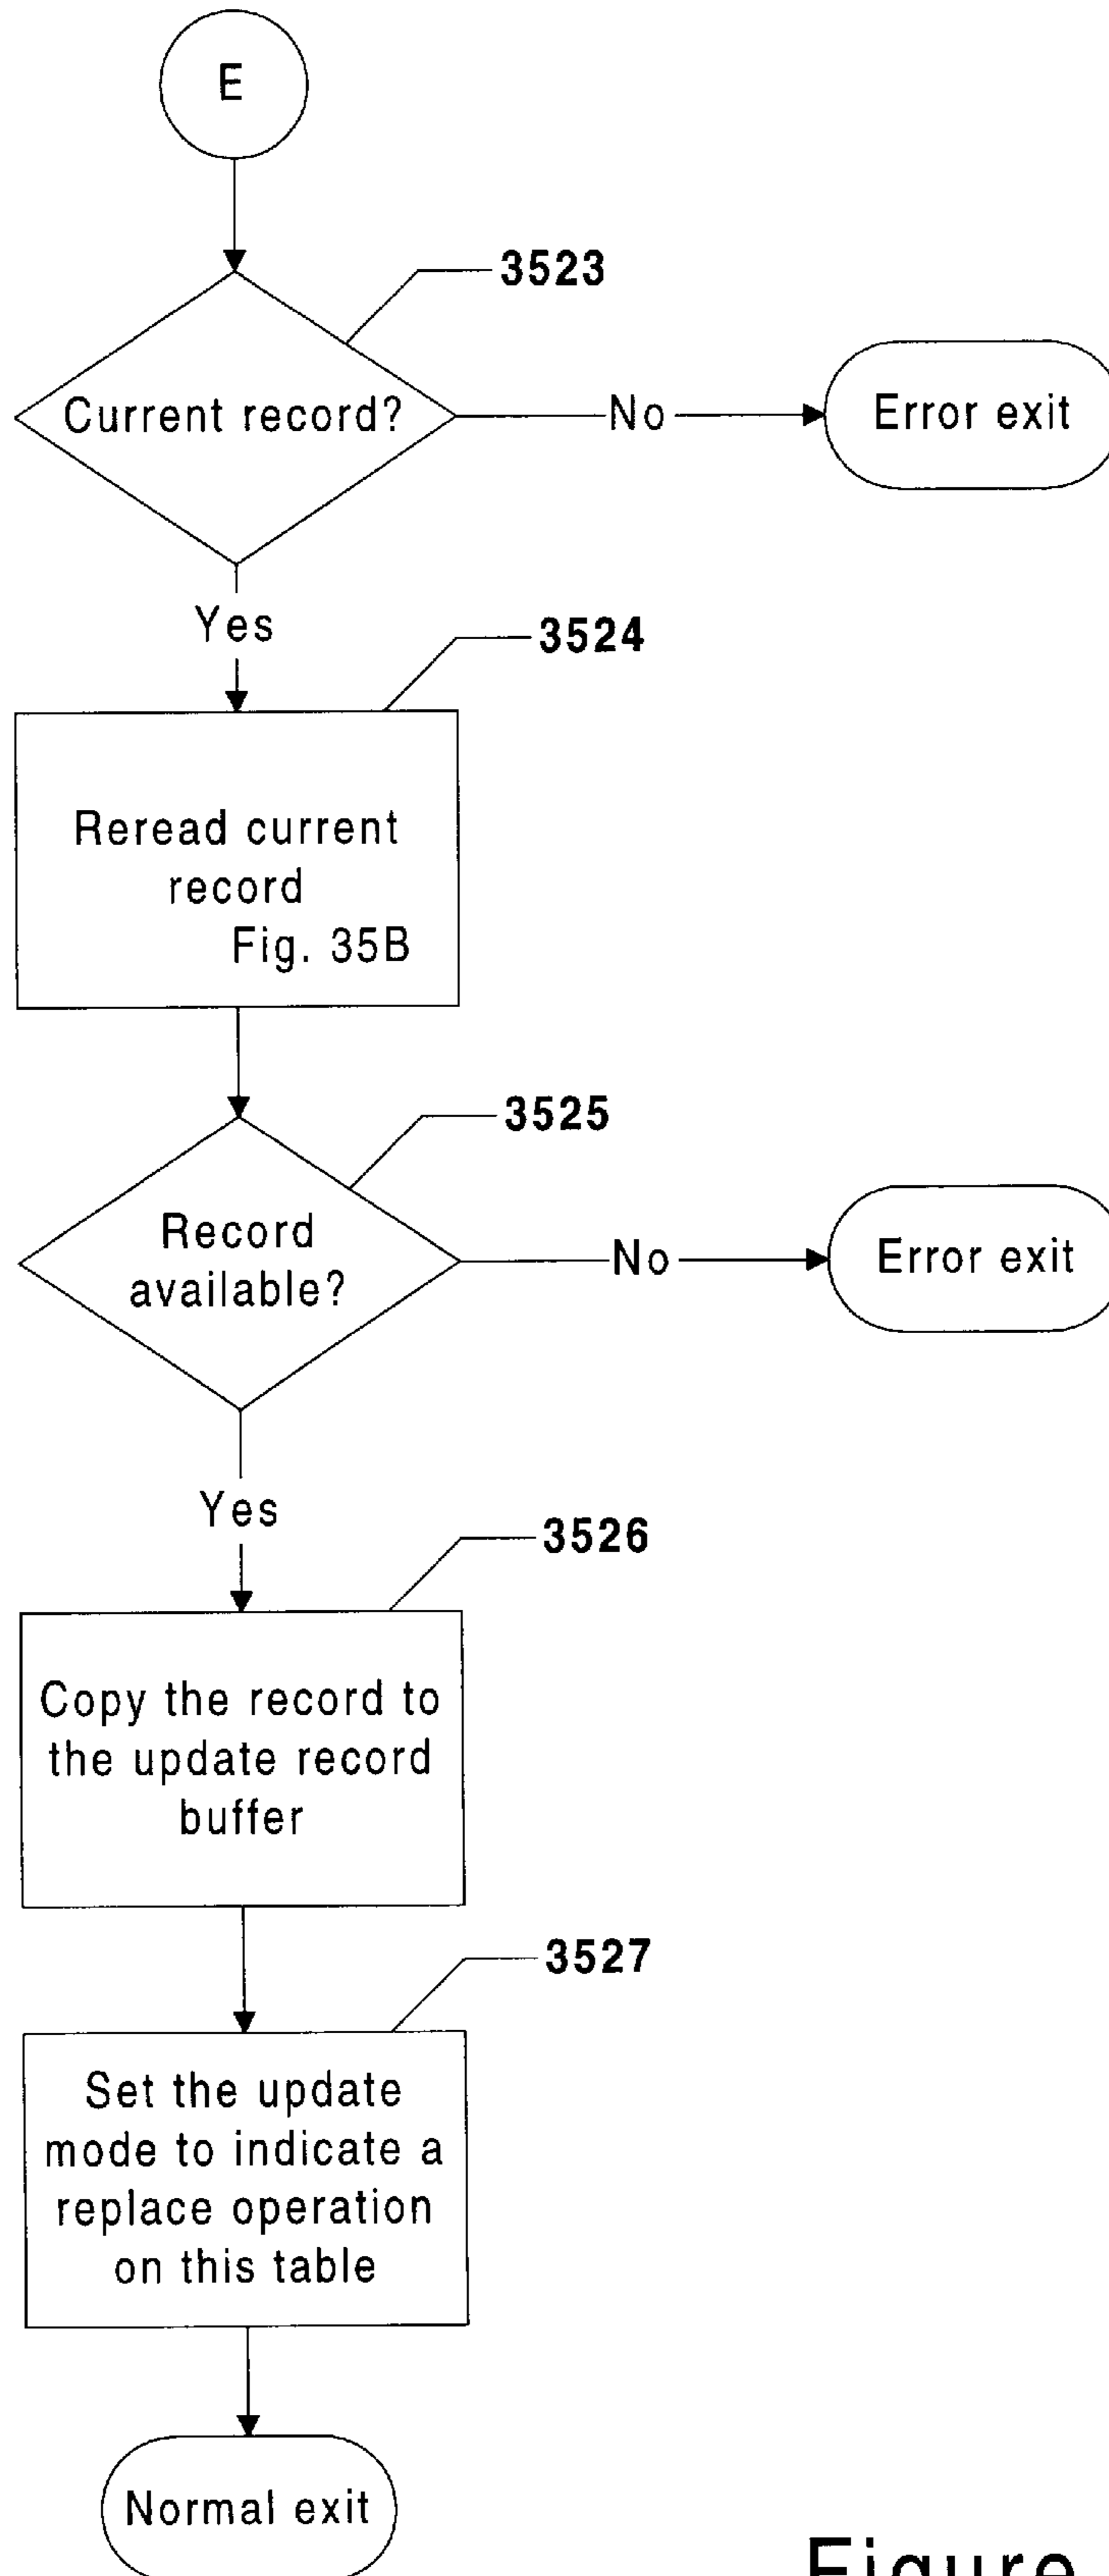 E
3523
Current record?
No
Error exit
Yes
3524
Reread current
record
Fig. 35B
3525
Record
available?
No
Error exit
Yes
3526
Copy the record to
the update record
buffer
3527
Set the update
mode to indicate a
replace operation
on this table
Normal exit
Figure